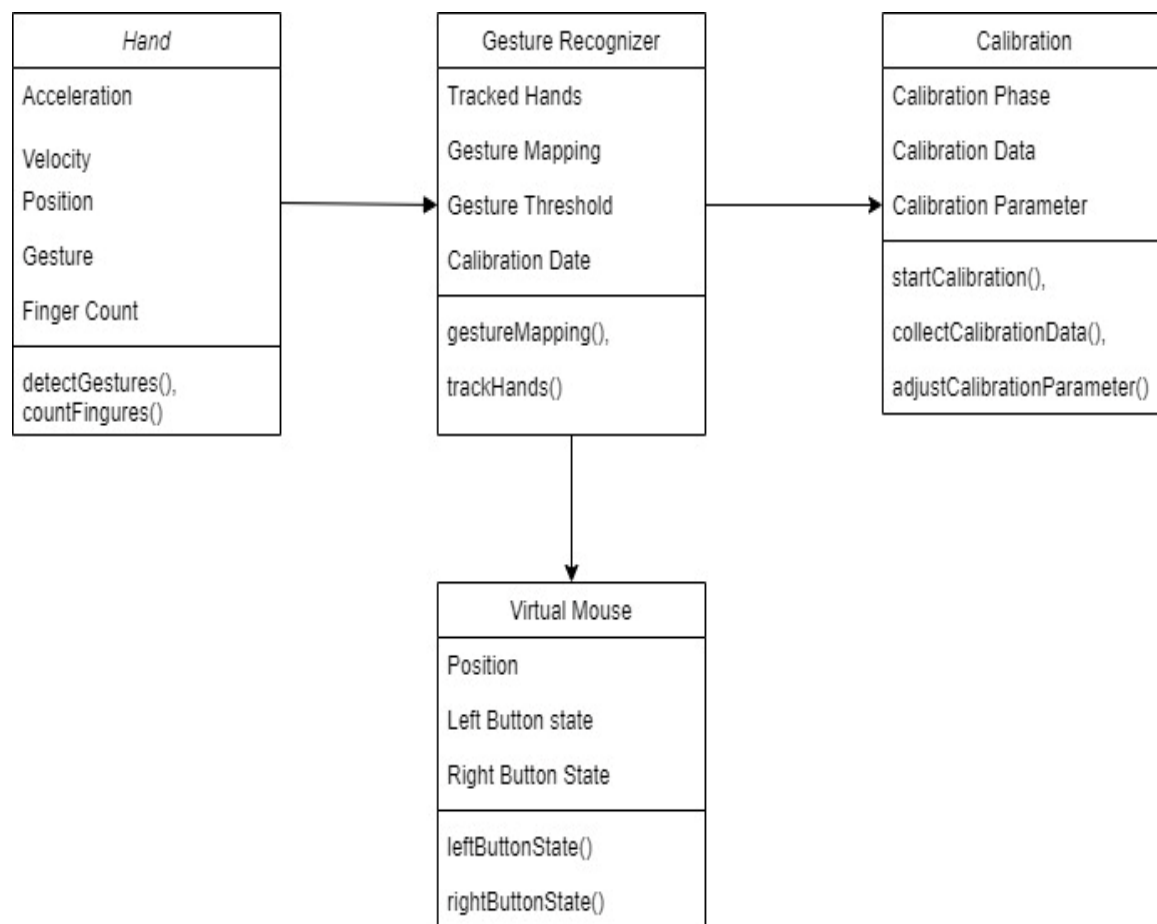 Hand
Acceleration
Velocity
Position
Gesture
Finger Count
detectGestures(),
countFingures()
Gesture Recognizer
Tracked Hands
Gesture Mapping
Gesture Threshold
Calibration Date
gestureMapping(),
trackHands()
Calibration
Calibration Phase
Calibration Data
Calibration Parameter
startCalibration(),
collectCalibrationData(),
adjustCalibrationParameter()
Virtual Mouse
Position
Left Button state
Right Button State
leftButtonState()
rightButtonState()